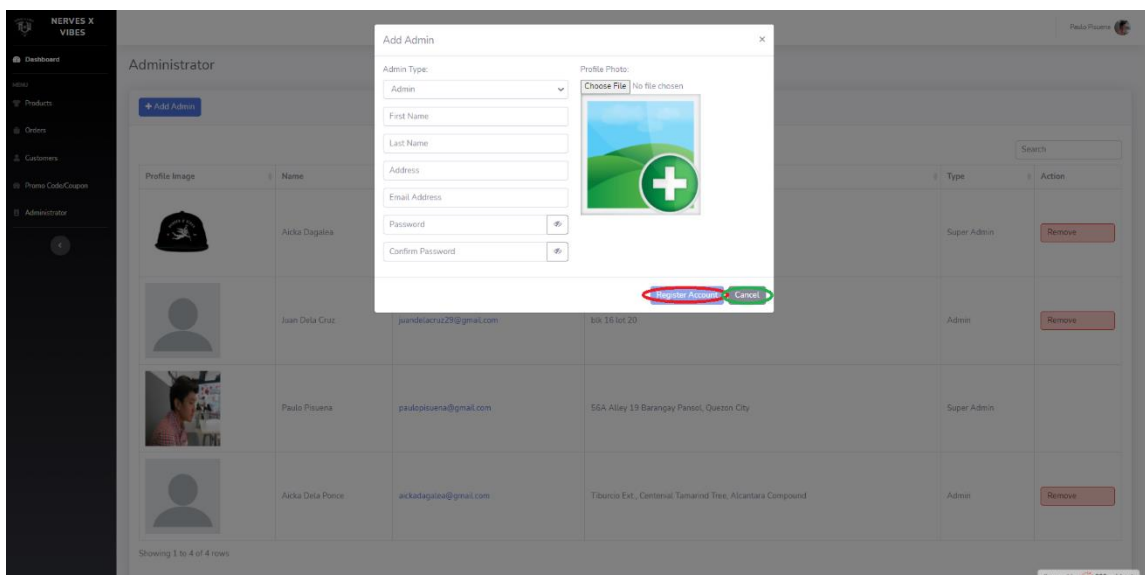 NERVES X
VIBES
Paulo Pisuena
Dashboard
MENU
Products
Orders
Customers
Promo Code/Coupon
Administrator
Administrator
+ Add Admin
Search
Profile Image Name Type Action
Aicka Dagalea Super Admin Remove
Juan Dela Cruz juandelacruz29@gmail.com blk 16 lot 20 Admin Remove
Paulo Pisuena paulopisuena@gmail.com 56A Alley 19 Barangay Pansol, Quezon City Super Admin
Aicka Dela Ponce aickadagalea@gmail.com Tiburcio Ext., Centenial Tamarind Tree, Alcantara Compound Admin Remove
Showing 1 to 4 of 4 rows
Add Admin ×
Admin Type:
Admin
First Name
Last Name
Address
Email Address
Password
Confirm Password
Profile Photo:
Choose File No file chosen
Register Account Cancel